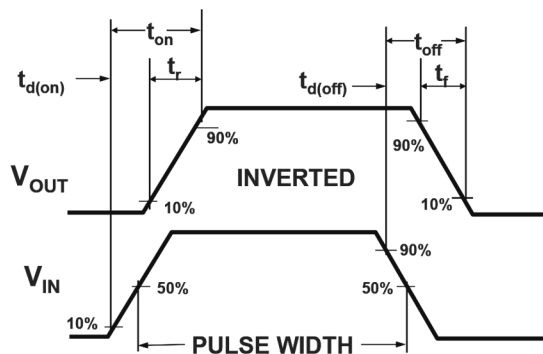 t_on
t_off
t_d(on)
t_r
t_d(off)
t_f
90%
90%
V_OUT
INVERTED
10%
10%
90%
V_IN
50%
50%
10%
PULSE WIDTH